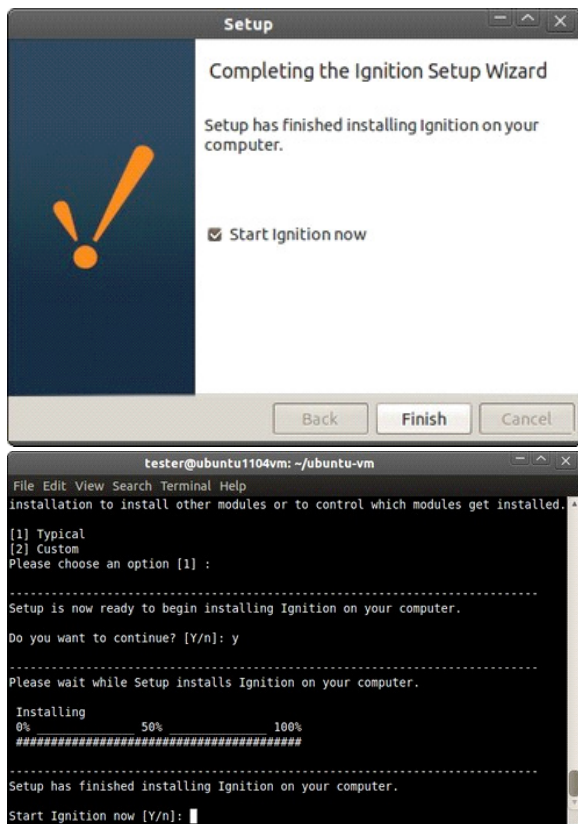 Setup
Completing the Ignition Setup Wizard
Setup has finished installing Ignition on your
computer.
Start Ignition now
Back Finish Cancel
tester@ubuntu1104vm: ~/ubuntu-vm
File Edit View Search Terminal Help
installation to install other modules or to control which modules get installed.
[1] Typical
[2] Custom
Please choose an option [1] :
----------------------------------------------------------------------------
Setup is now ready to begin installing Ignition on your computer.
Do you want to continue? [Y/n]: y
----------------------------------------------------------------------------
Please wait while Setup installs Ignition on your computer.
Installing
0% ______________ 50% ______________ 100%
#########################################
----------------------------------------------------------------------------
Setup has finished installing Ignition on your computer.
Start Ignition now [Y/n]: